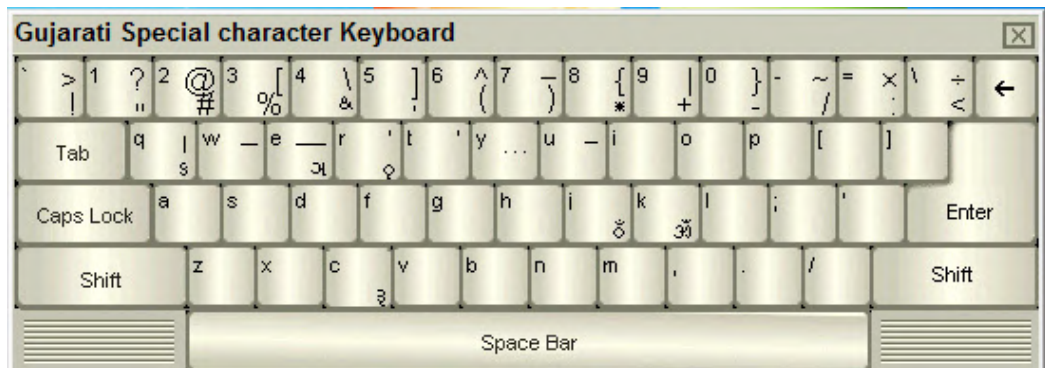 Gujarati Special character Keyboard
` > ! 1 ? " 2 @ # 3 [ % 4 \ & 5 ] ' 6 ^ ( 7 _ ) 8 { * 9 | + 0 } - - ~ / = × : \ ÷ < ←
Tab q | w _ e __ r ' t ' y ... u – i o p [ ]
Caps Lock a s d f g h j k ૐ l ; ' Enter
Shift z x c v b n m , . / Shift
Space Bar